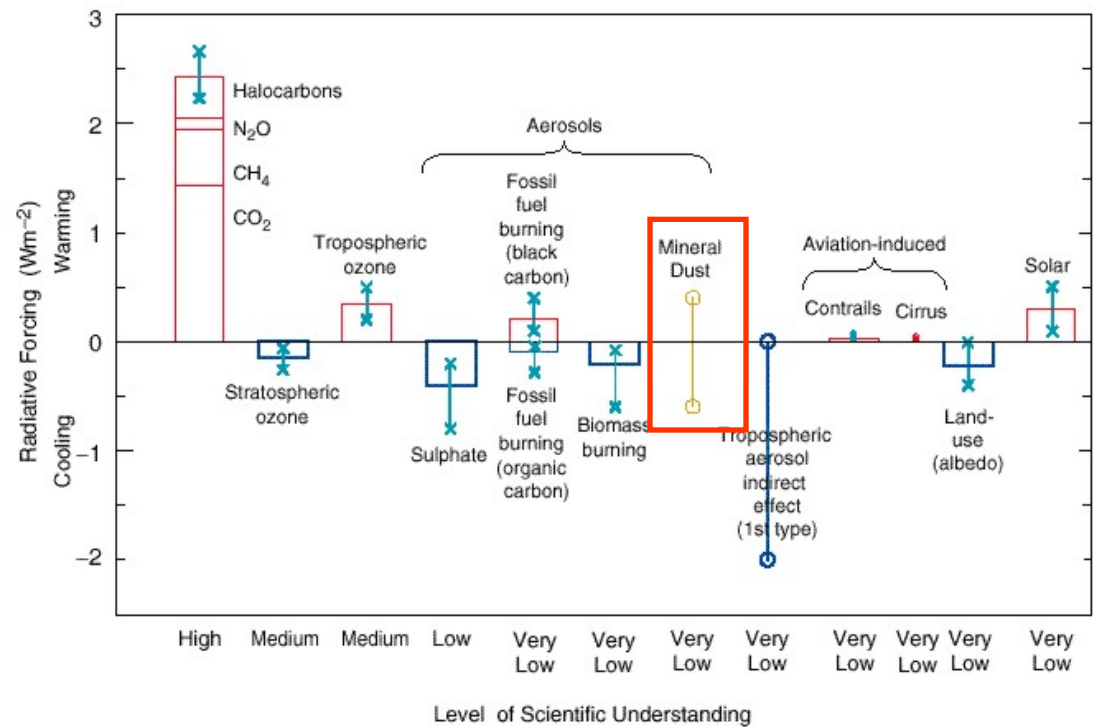 3
2
1
0
−1
−2
Radiative Forcing (Wm⁻²)
Cooling Warming
Halocarbons
N₂O
CH₄
CO₂
Stratospheric
ozone
Tropospheric
ozone
Aerosols
Sulphate
Fossil
fuel
burning
(black
carbon)
Fossil
fuel
burning
(organic
carbon)
Biomass
burning
Mineral
Dust
Tropospheric
aerosol
indirect
effect
(1st type)
Aviation-induced
Contrails
Cirrus
Land-
use
(albedo)
Solar
High
Medium
Medium
Low
Very
Low
Very
Low
Very
Low
Very
Low
Very
Low
Very
Low
Very
Low
Very
Low
Level of Scientific Understanding